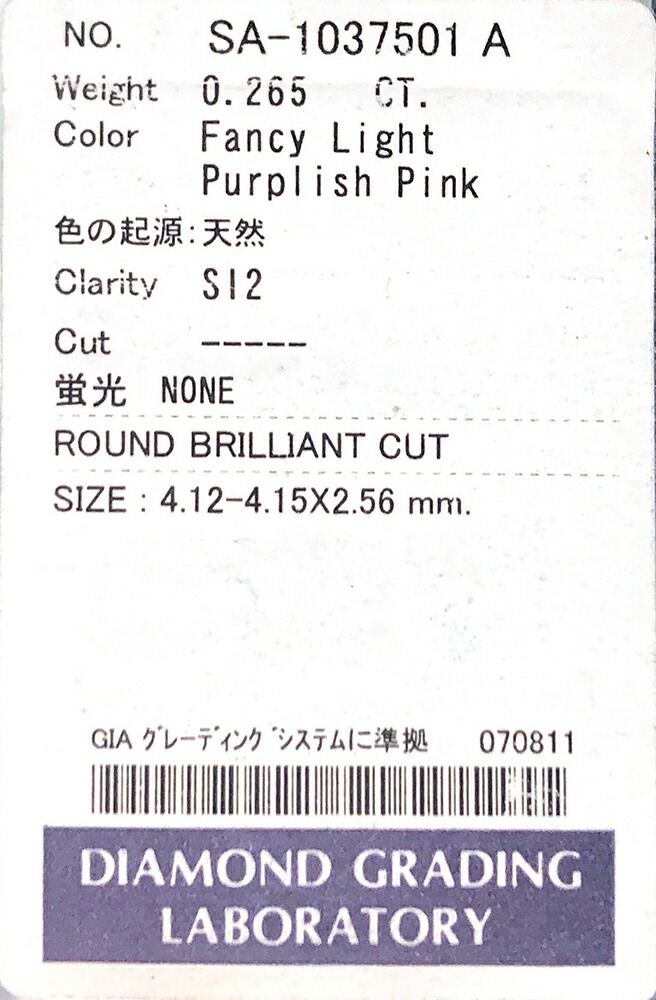 NO. SA-1037501 A
Weight 0.265 CT.
Color Fancy Light
Purplish Pink
色の起源:天然
Clarity SI2
Cut -----
蛍光 NONE
ROUND BRILLIANT CUT
SIZE : 4.12-4.15X2.56 mm.
GIA グレーディングシステムに準拠 070811
DIAMOND GRADING
LABORATORY